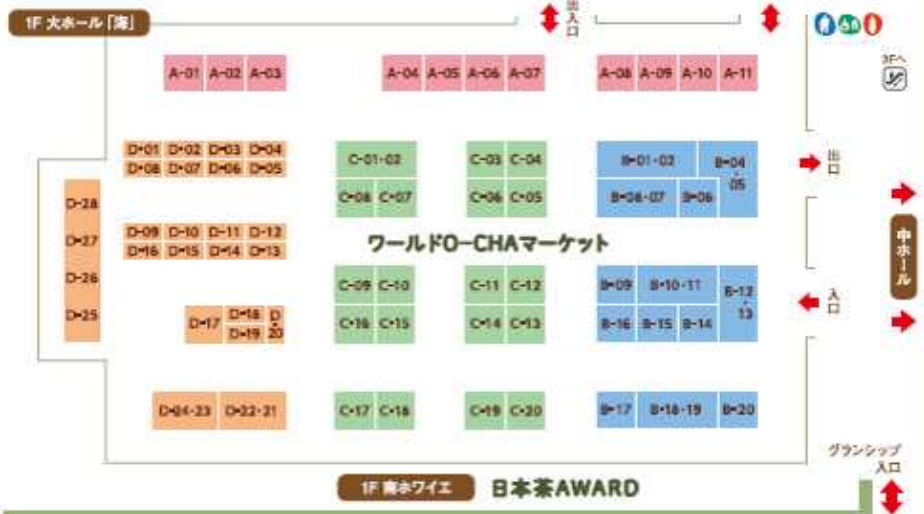 1F 大ホール「海」
出入口
3Fへ
A-01 A-02 A-03 A-04 A-05 A-06 A-07 A-08 A-09 A-10 A-11
D-01 D-02 D-03 D-04
D-08 D-07 D-06 D-05
C-01-02 C-03 C-04
C-08 C-07 C-06 C-05
B-01-02 B-04・05
B-08-07 B-06
出口
D-28
D-27
D-26
D-25
D-09 D-10 D-11 D-12
D-16 D-15 D-14 D-13
ワールドO-CHAマーケット
中ホール
C-09 C-10 C-11 C-12
C-16 C-15 C-14 C-13
B-09 B-10-11 B-12・13
B-16 B-15 B-14
入口
D-17 D-18 D-19 D・20
D-24-23 D-22-21
C-17 C-18 C-19 C-20
B-17 B-18-19 B-20
グランシップ
入口
1F 南ホワイエ
日本茶AWARD